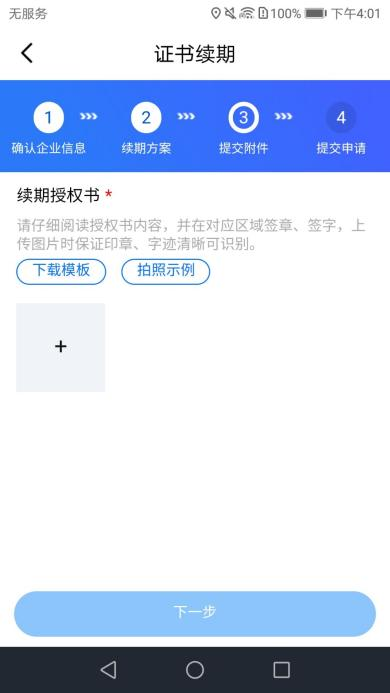 无服务 100% 下午4:01
证书续期
1 2 3 4
确认企业信息 续期方案 提交附件 提交申请
续期授权书 *
请仔细阅读授权书内容，并在对应区域签章、签字，上
传图片时保证印章、字迹清晰可识别。
下载模板 拍照示例
+
下一步